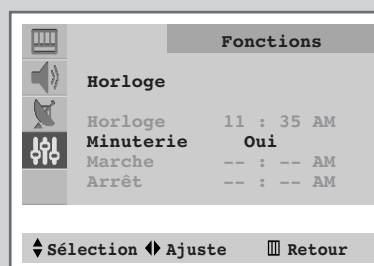 Fonctions
Horloge
Horloge 11 : 35 AM
Minuterie Oui
Marche -- : -- AM
Arrêt -- : -- AM
Sélection Ajuste Retour